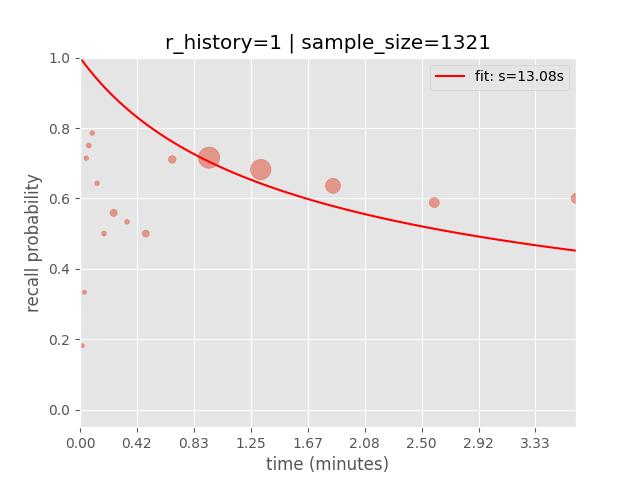 r_history=1 | sample_size=1321
fit: s=13.08s
recall probability
1.0
0.8
0.6
0.4
0.2
0.0
0.00 0.42 0.83 1.25 1.67 2.08 2.50 2.92 3.33
time (minutes)